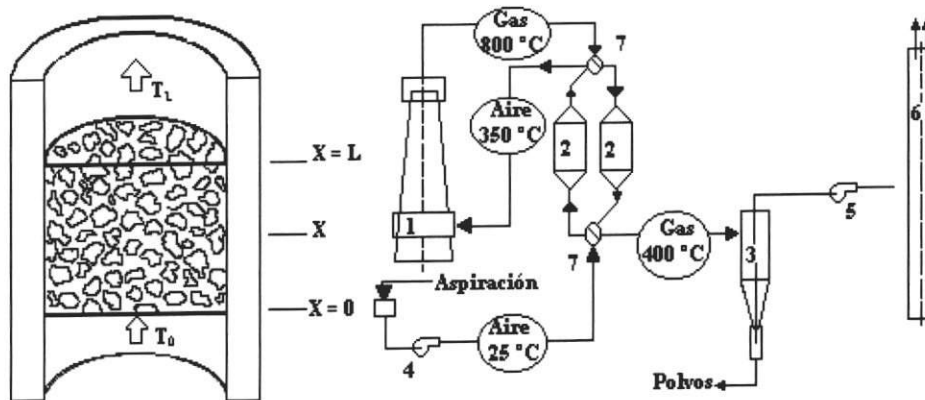 T_L
X = L
X
X = 0
T_0
Gas
800 °C
7
Aire
350 °C
2
2
1
7
Gas
400 °C
3
5
6
Aspiración
4
Aire
25 °C
Polvos